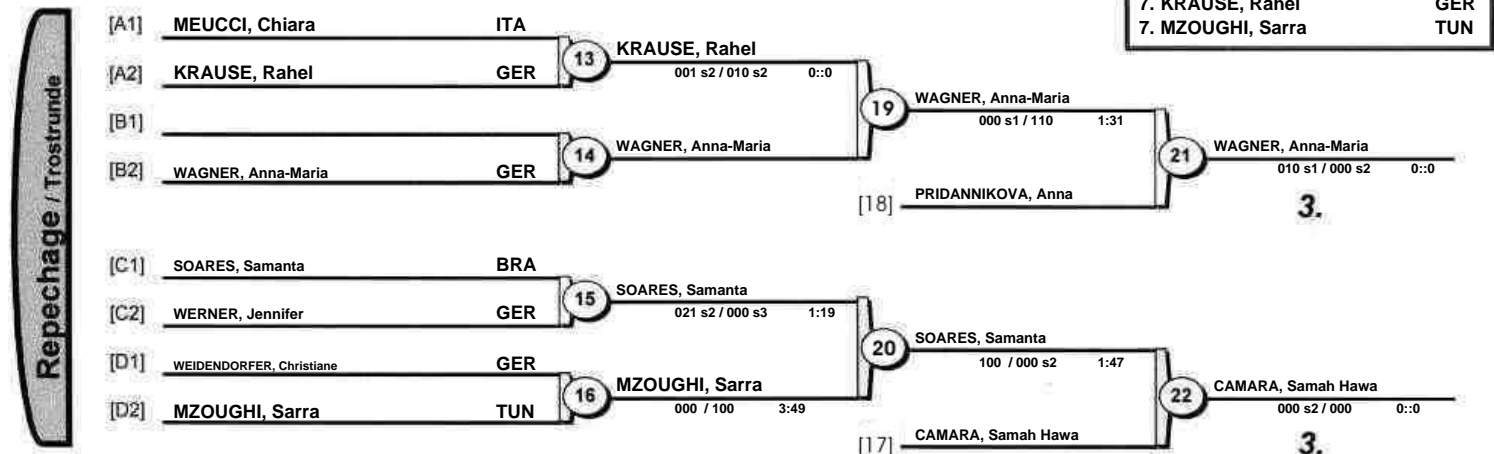 7. KRAUSE, Rahel GER
7. MZOUGHI, Sarra TUN
Repechage / Trostrunde
[A1] MEUCCI, Chiara ITA
13 KRAUSE, Rahel
001 s2 / 010 s2 0::0
[A2] KRAUSE, Rahel GER
19 WAGNER, Anna-Maria
000 s1 / 110 1:31
[B1]
14 WAGNER, Anna-Maria
21 WAGNER, Anna-Maria
010 s1 / 000 s2 0::0
[B2] WAGNER, Anna-Maria GER
[18] PRIDANNIKOVA, Anna
3.
[C1] SOARES, Samanta BRA
15 SOARES, Samanta
021 s2 / 000 s3 1:19
[C2] WERNER, Jennifer GER
20 SOARES, Samanta
100 / 000 s2 1:47
[D1] WEIDENDORFER, Christiane GER
16 MZOUGHI, Sarra
000 / 100 3:49
22 CAMARA, Samah Hawa
000 s2 / 000 0::0
[D2] MZOUGHI, Sarra TUN
[17] CAMARA, Samah Hawa
3.